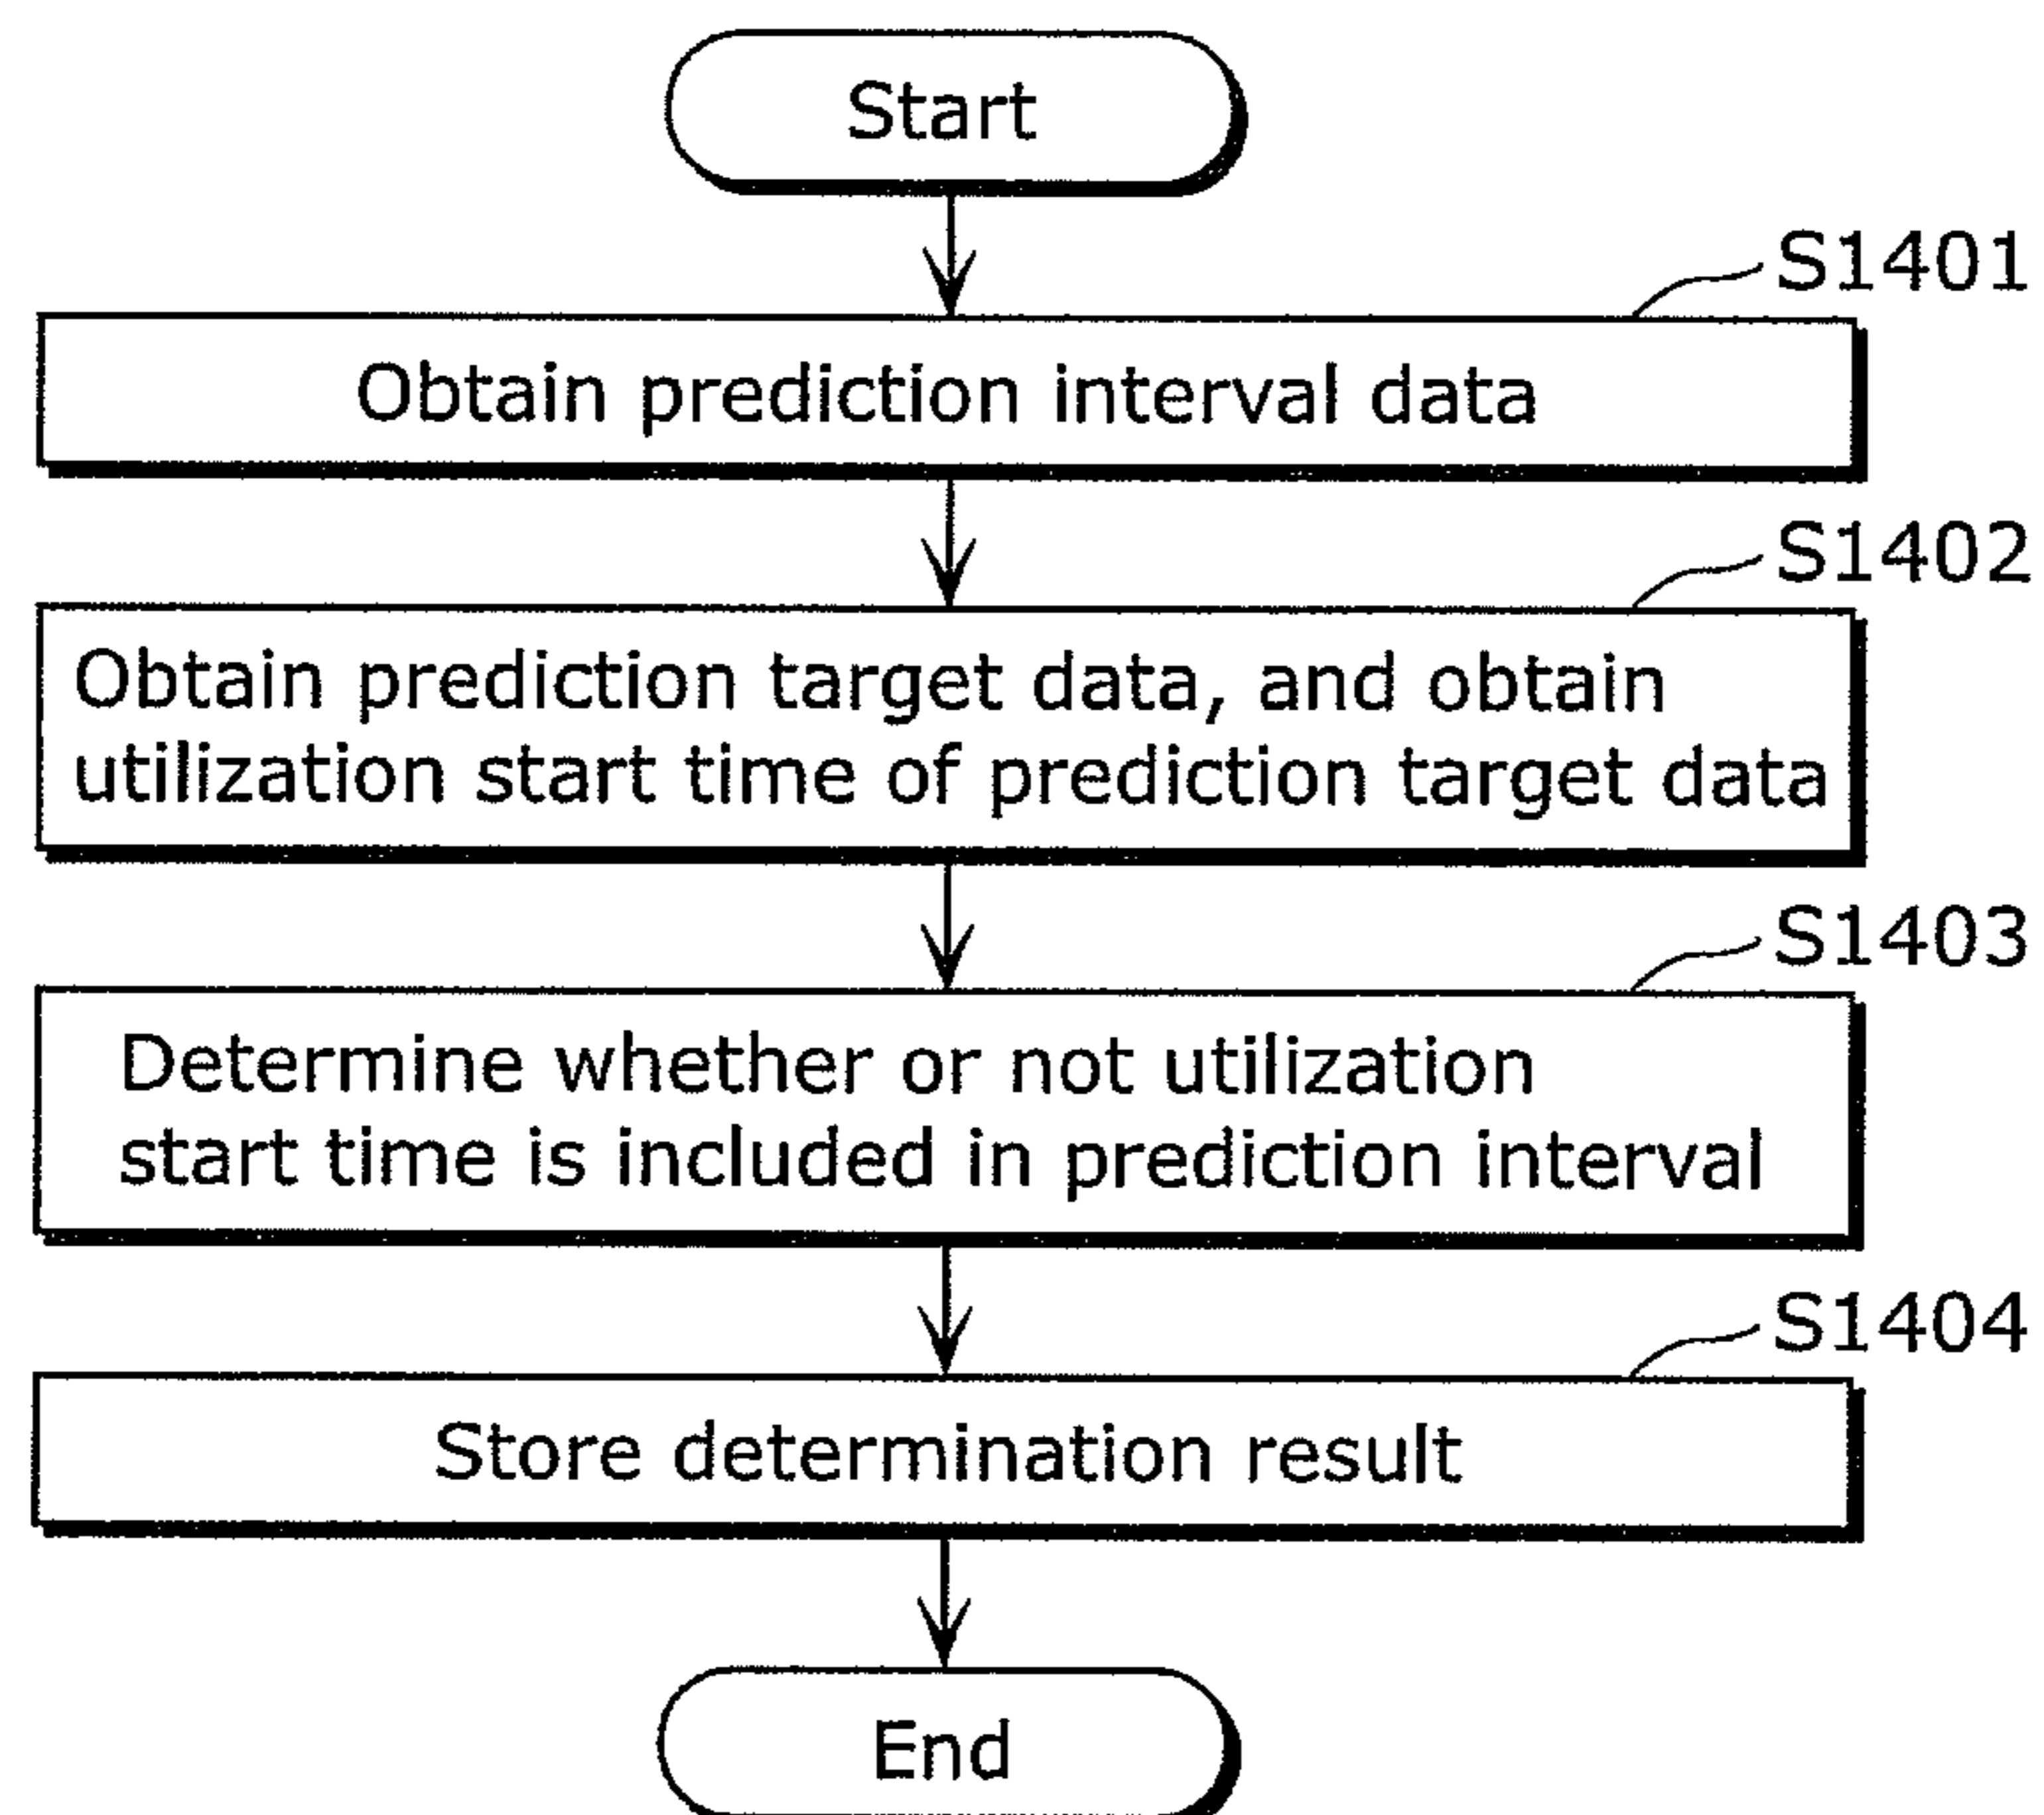 Start
S1401
Obtain prediction interval data
S1402
Obtain prediction target data, and obtain
utilization start time of prediction target data
S1403
Determine whether or not utilization
start time is included in prediction interval
S1404
Store determination result
End